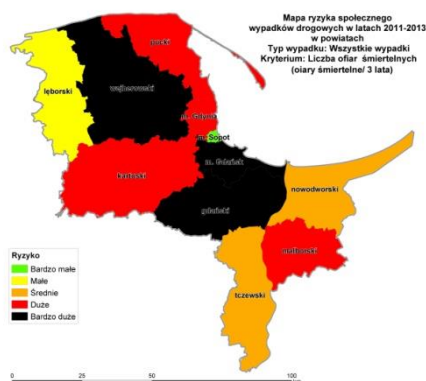 Mapa ryzyka społecznego
wypadków drogowych w latach 2011-2013
w powiatach
Typ wypadku: Wszystkie wypadki
Kryterium: Liczba ofiar śmiertelnych
(oiary śmiertelne/ 3 lata)
pucki
wejherowski
lęborski
m. Gdynia
m. Sopot
m. Gdańsk
kartuski
nowodworski
gdański
malborski
tczewski
Ryzyko
Bardzo małe
Małe
Średnie
Duże
Bardzo duże
0 25 50 100